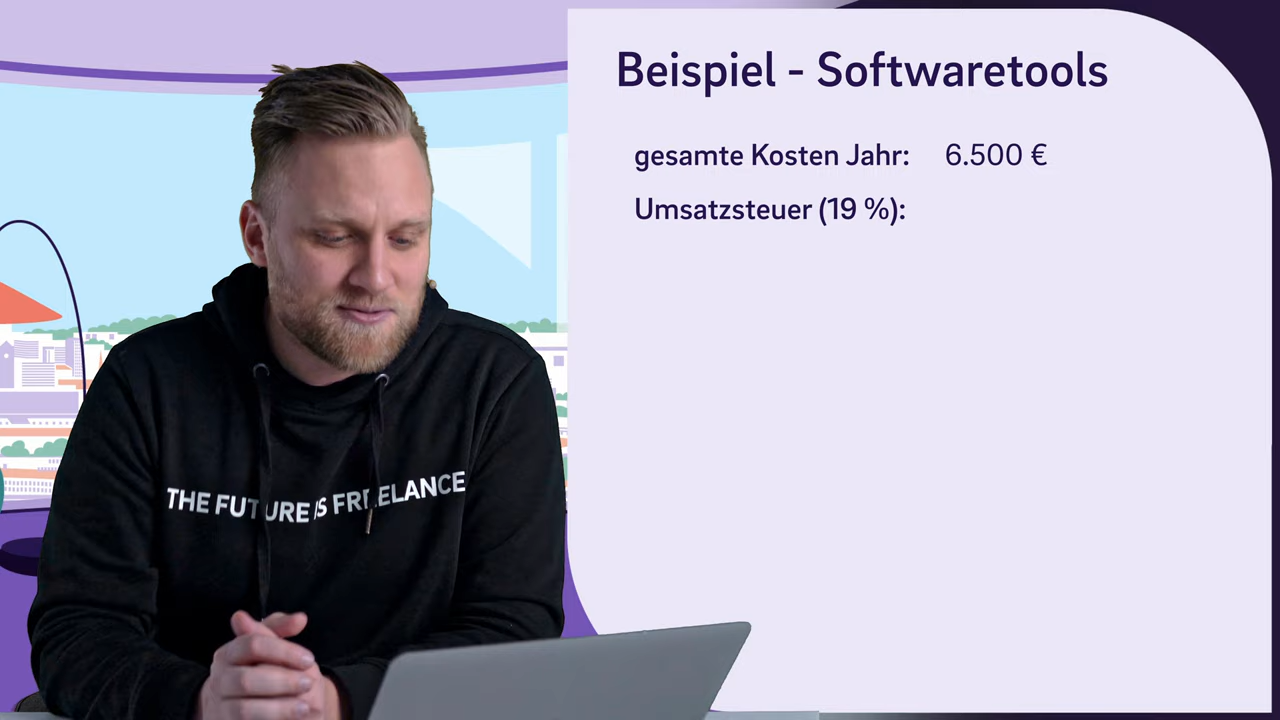 Beispiel - Softwaretools
gesamte Kosten Jahr: 6.500 €
Umsatzsteuer (19 %):
THE FUTURE IS FREELANCE